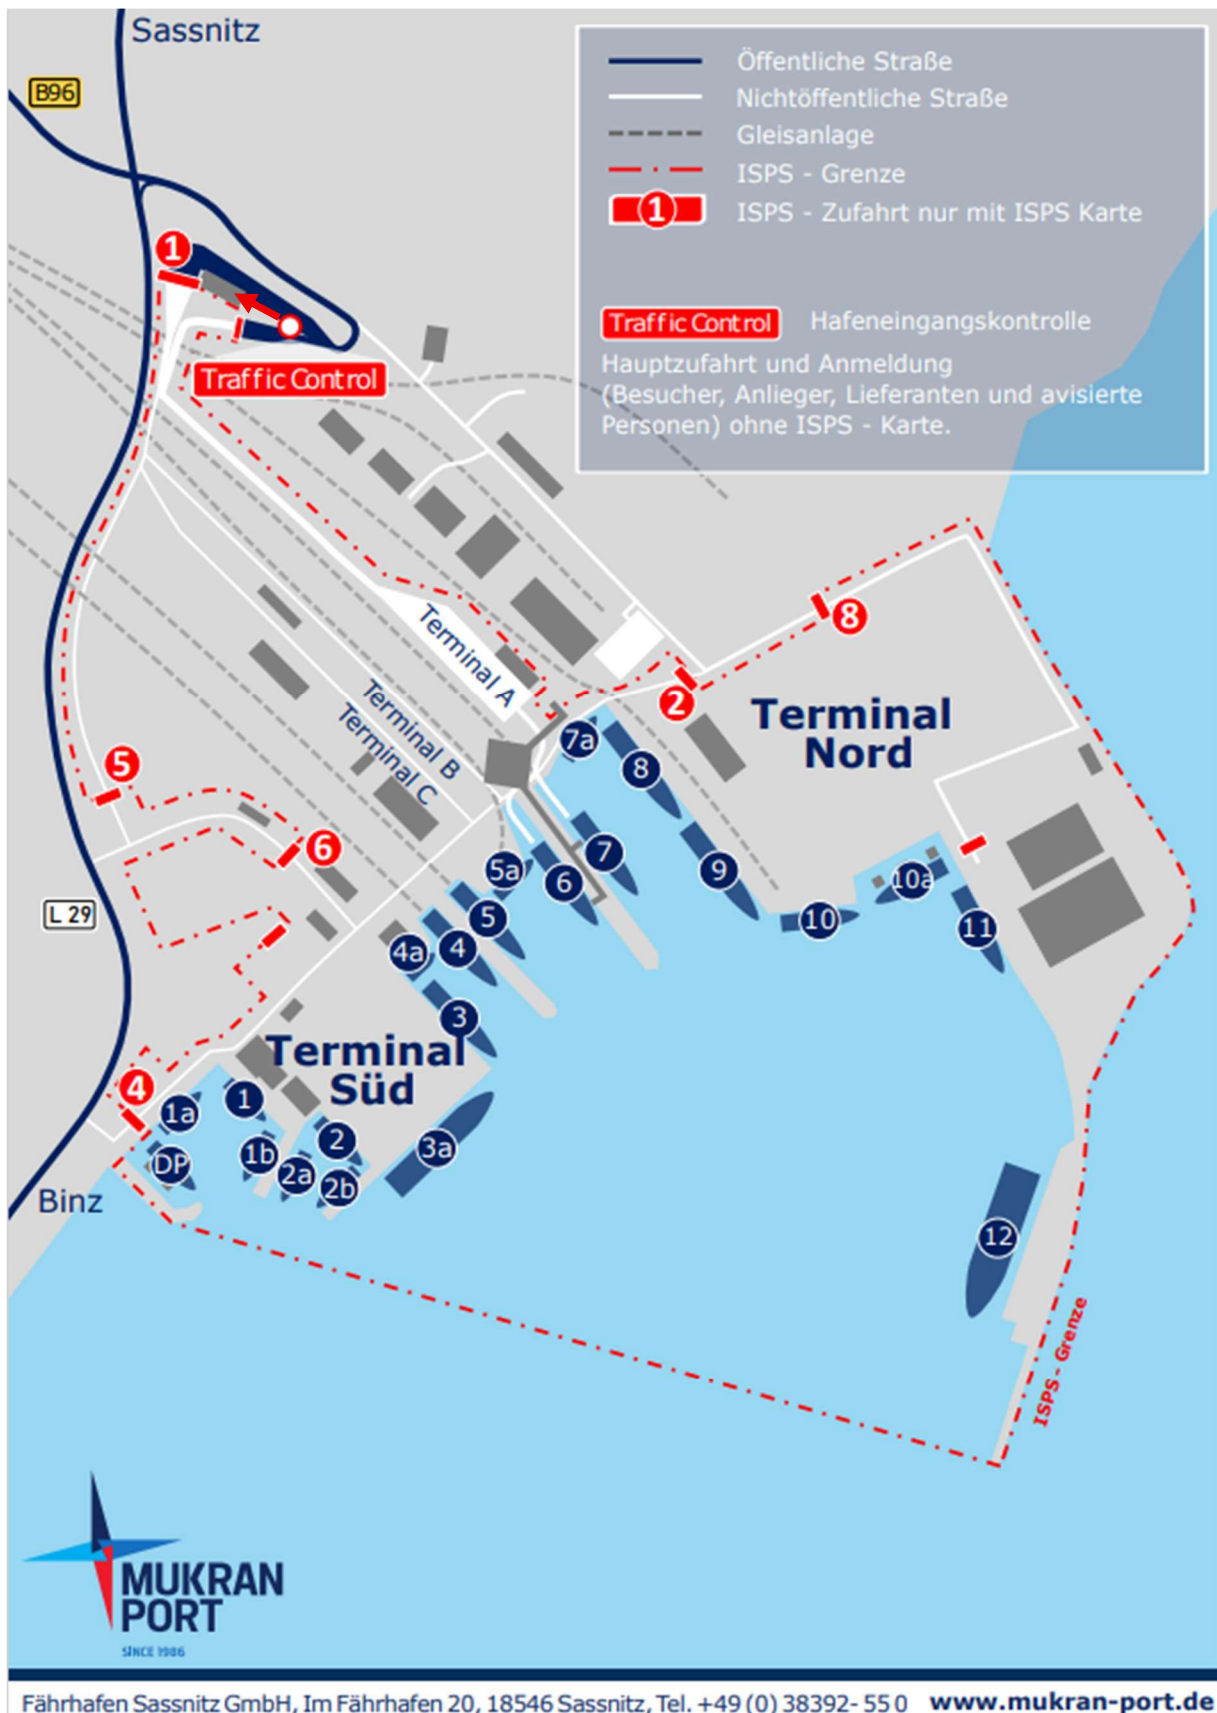 Sassnitz
B96
Öffentliche Straße
Nichtöffentliche Straße
Gleisanlage
ISPS - Grenze
1
ISPS - Zufahrt nur mit ISPS Karte
Traffic Control
Hafeneingangskontrolle
Hauptzufahrt und Anmeldung
(Besucher, Anlieger, Lieferanten und avisierte
Personen) ohne ISPS - Karte.
1
Traffic Control
Terminal A
Terminal B
Terminal C
8
2
Terminal
Nord
5
6
L 29
7a
8
7
9
6
5a
5
4
4a
3
10
10a
11
Terminal
Süd
4
1a
1
DP
1b
2
2a
2b
3a
12
Binz
ISPS - Grenze
MUKRAN
PORT
SINCE 1986
Fährhafen Sassnitz GmbH, Im Fährhafen 20, 18546 Sassnitz, Tel. +49 (0) 38392- 55 0
www.mukran-port.de